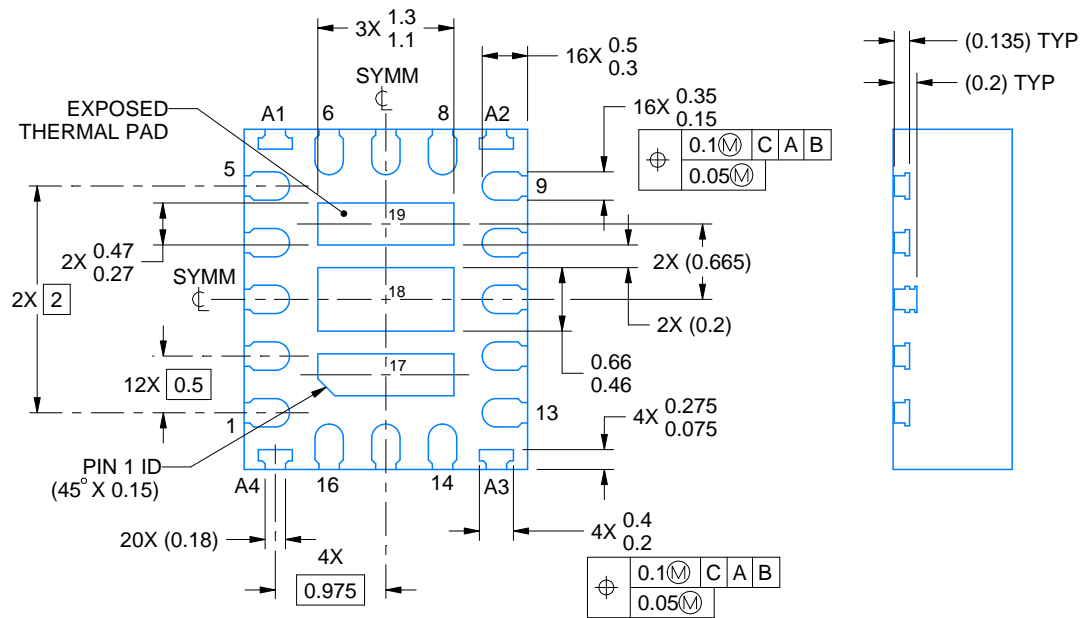 3X 1.3
1.1
16X 0.5
0.3
(0.135) TYP
(0.2) TYP
SYMM
℄
EXPOSED
THERMAL PAD
A1
6
8
A2
16X 0.35
0.15
⌖ 0.1Ⓜ C A B
0.05Ⓜ
5
9
19
2X 0.47
0.27
2X (0.665)
SYMM
℄
18
2X 2
2X (0.2)
0.66
0.46
17
12X 0.5
1
13
4X 0.275
0.075
PIN 1 ID
(45° X 0.15)
A4
16
14
A3
20X (0.18)
4X
0.975
4X 0.4
0.2
⌖ 0.1Ⓜ C A B
0.05Ⓜ